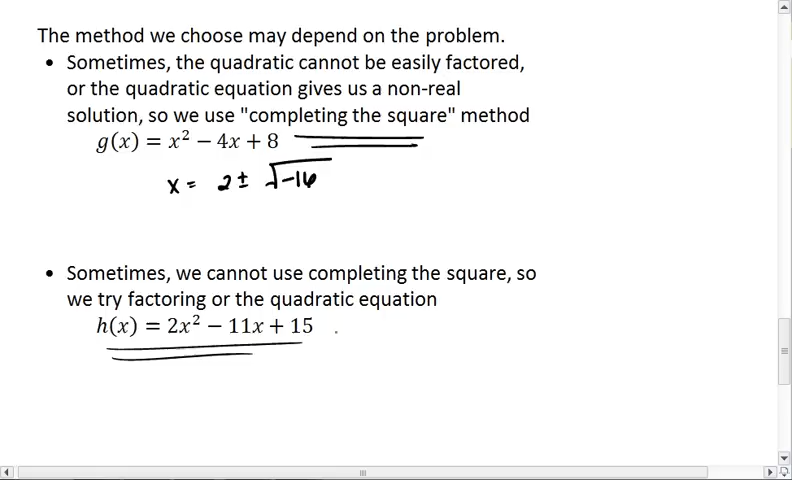 The method we choose may depend on the problem.
• Sometimes, the quadratic cannot be easily factored,
or the quadratic equation gives us a non-real
solution, so we use "completing the square" method
g(x) = x² − 4x + 8
x = 2 ± √-16
• Sometimes, we cannot use completing the square, so
we try factoring or the quadratic equation
h(x) = 2x² − 11x + 15